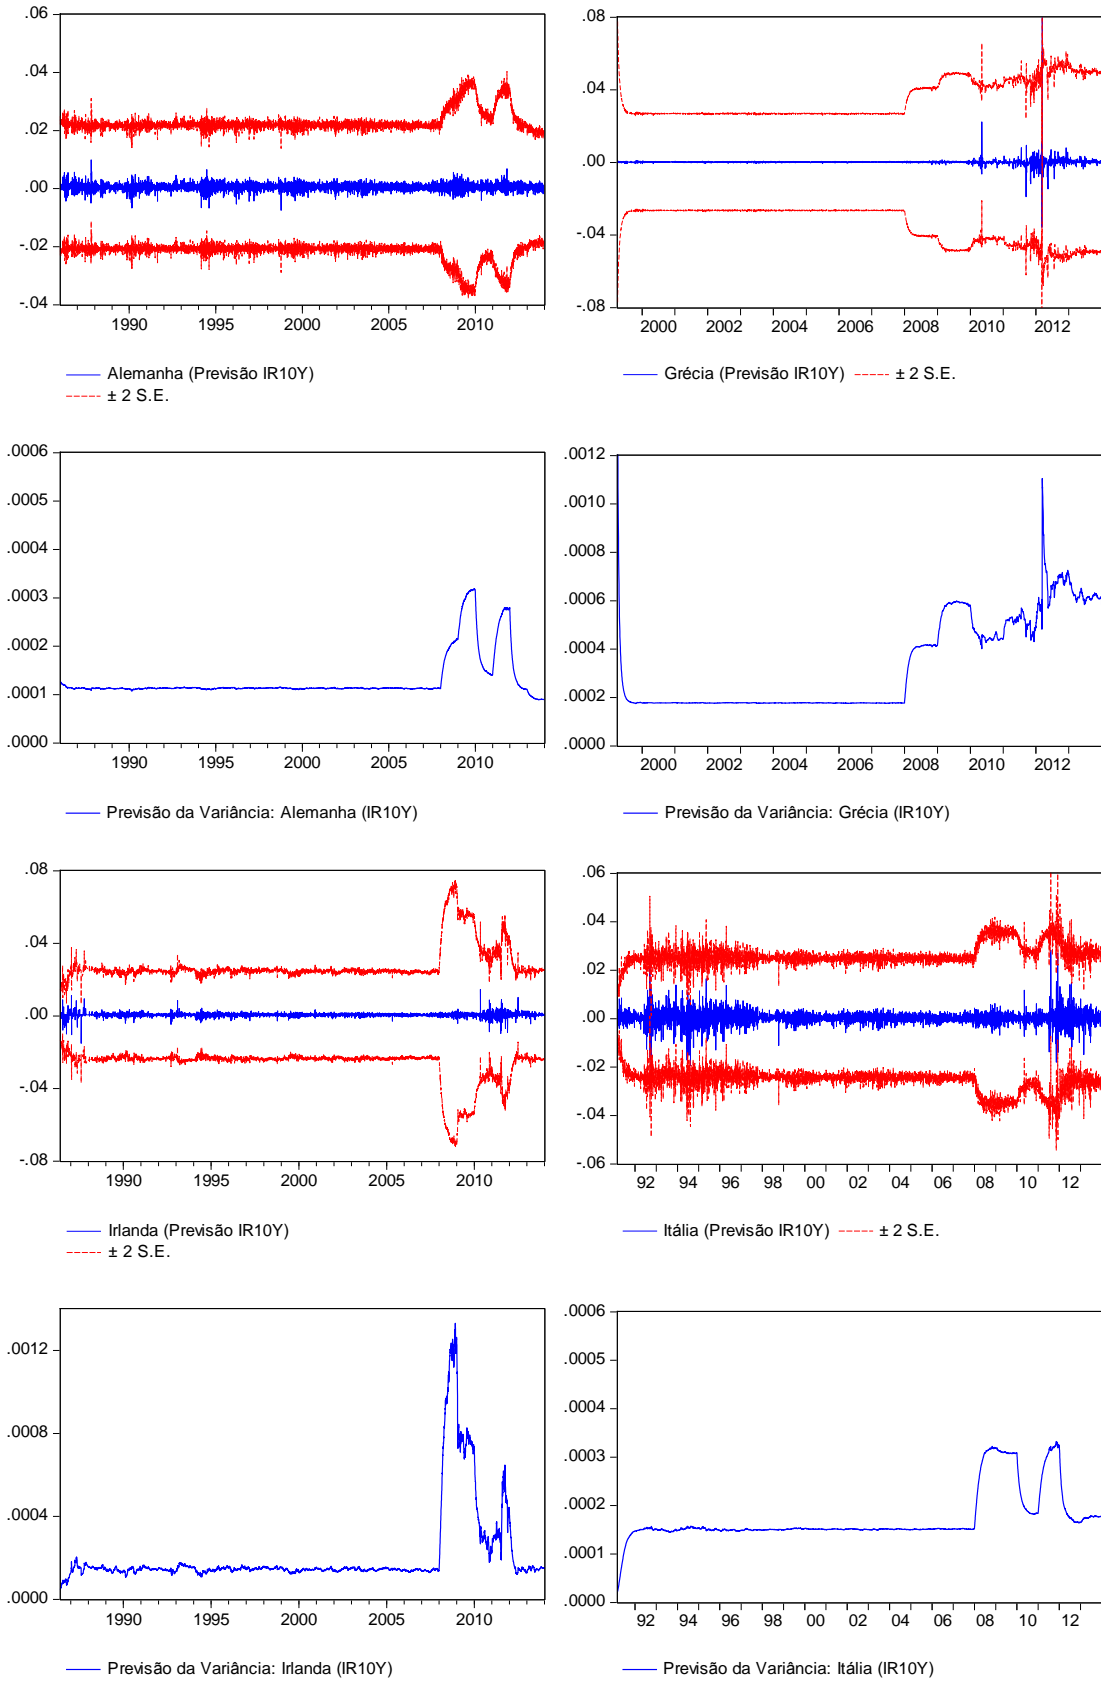 .06
.04
.02
.00
-.02
-.04
1990 1995 2000 2005 2010
Alemanha (Previsão IR10Y)
± 2 S.E.
.08
.04
.00
-.04
-.08
2000 2002 2004 2006 2008 2010 2012
Grécia (Previsão IR10Y) ± 2 S.E.
.0006
.0005
.0004
.0003
.0002
.0001
.0000
1990 1995 2000 2005 2010
Previsão da Variância: Alemanha (IR10Y)
.0012
.0010
.0008
.0006
.0004
.0002
.0000
2000 2002 2004 2006 2008 2010 2012
Previsão da Variância: Grécia (IR10Y)
.08
.04
.00
-.04
-.08
1990 1995 2000 2005 2010
Irlanda (Previsão IR10Y)
± 2 S.E.
.06
.04
.02
.00
-.02
-.04
-.06
92 94 96 98 00 02 04 06 08 10 12
Itália (Previsão IR10Y) ± 2 S.E.
.0012
.0008
.0004
.0000
1990 1995 2000 2005 2010
Previsão da Variância: Irlanda (IR10Y)
.0006
.0005
.0004
.0003
.0002
.0001
.0000
92 94 96 98 00 02 04 06 08 10 12
Previsão da Variância: Itália (IR10Y)